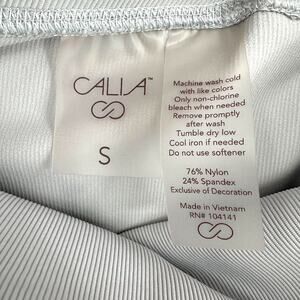 CALIA™
S
Machine wash cold
with like colors
Only non-chlorine
bleach when needed
Remove promptly
after wash
Tumble dry low
Cool iron if needed
Do not use softener
76% Nylon
24% Spandex
Exclusive of Decoration
Made in Vietnam
RN# 104141